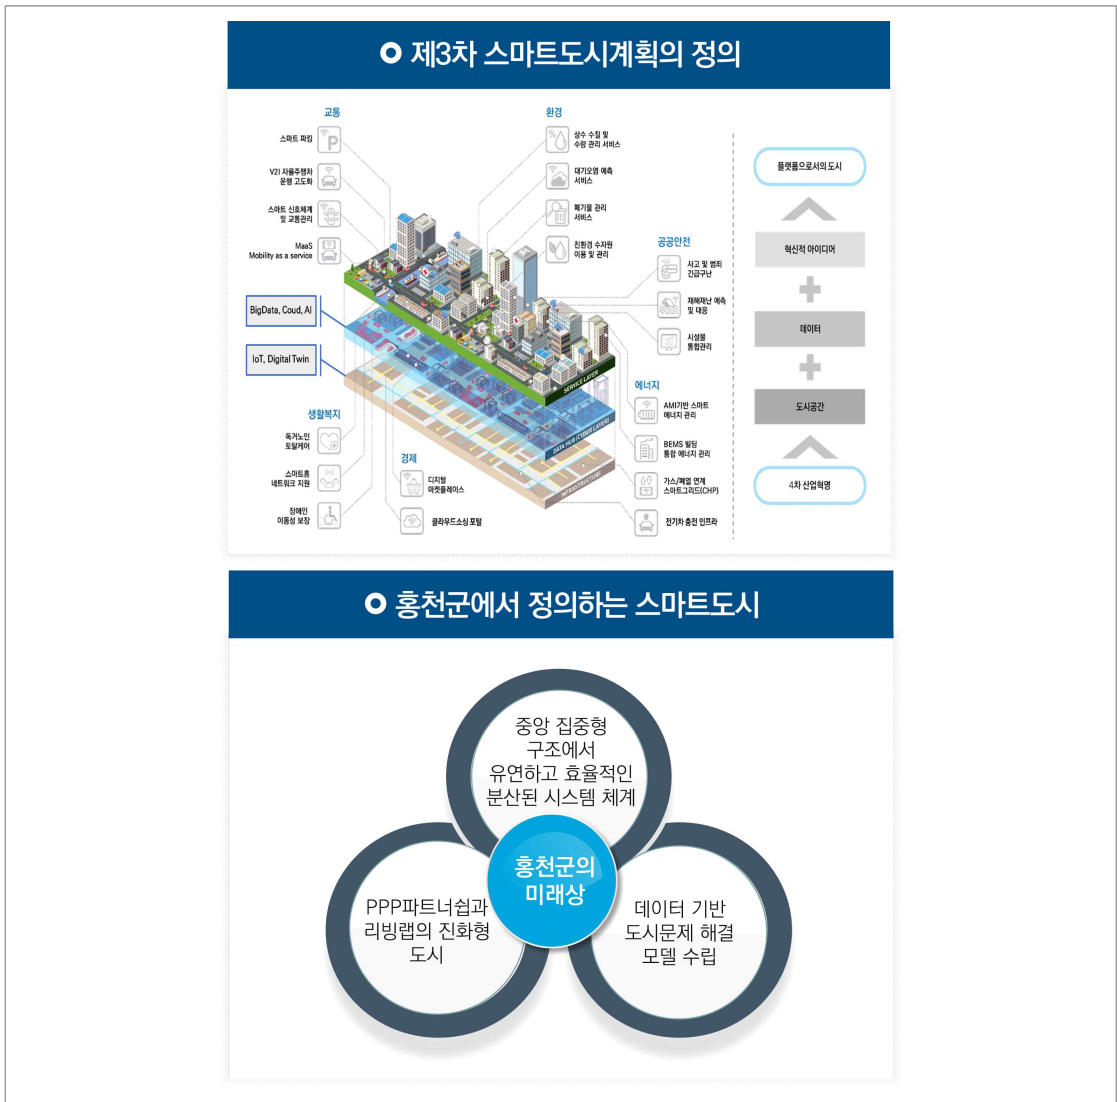 제3차 스마트도시계획의 정의
교통
스마트 파킹
V2I 자율주행차
운행 고도화
스마트 신호체계
및 교통관리
MaaS
Mobility as a service
환경
상수 수질 및
수량 관리 서비스
대기오염 예측
서비스
폐기물 관리
서비스
친환경 수자원
이용 및 관리
공공안전
사고 및 범죄
긴급구난
재해재난 예측
및 대응
시설물
통합관리
BigData, Coud, AI
IoT, Digital Twin
SERVICE LAYER
DATA HUB (CYBER LAYER)
INFRASTRUCTURE
에너지
AMI기반 스마트
에너지 관리
BEMS 빌딩
통합 에너지 관리
가스/폐열 연계
스마트그리드(CHP)
전기차 충전 인프라
생활복지
독거노인
토탈케어
스마트홈
네트워크 지원
장애인
이동성 보장
경제
디지털
마켓플레이스
클라우드소싱 포털
플랫폼으로서의 도시
혁신적 아이디어
데이터
도시공간
4차 산업혁명
홍천군에서 정의하는 스마트도시
중앙 집중형
구조에서
유연하고 효율적인
분산된 시스템 체계
홍천군의
미래상
PPP파트너쉽과
리빙랩의 진화형
도시
데이터 기반
도시문제 해결
모델 수립